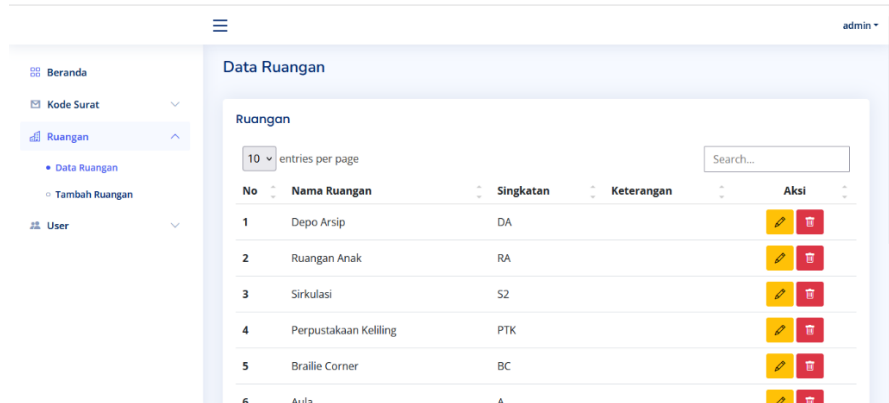 admin
Beranda
Kode Surat
Ruangan
Data Ruangan
Tambah Ruangan
User
Data Ruangan
Ruangan
10 entries per page
Search...
No Nama Ruangan Singkatan Keterangan Aksi
1 Depo Arsip DA
2 Ruangan Anak RA
3 Sirkulasi S2
4 Perpustakaan Keliling PTK
5 Brailie Corner BC
6 Aula A